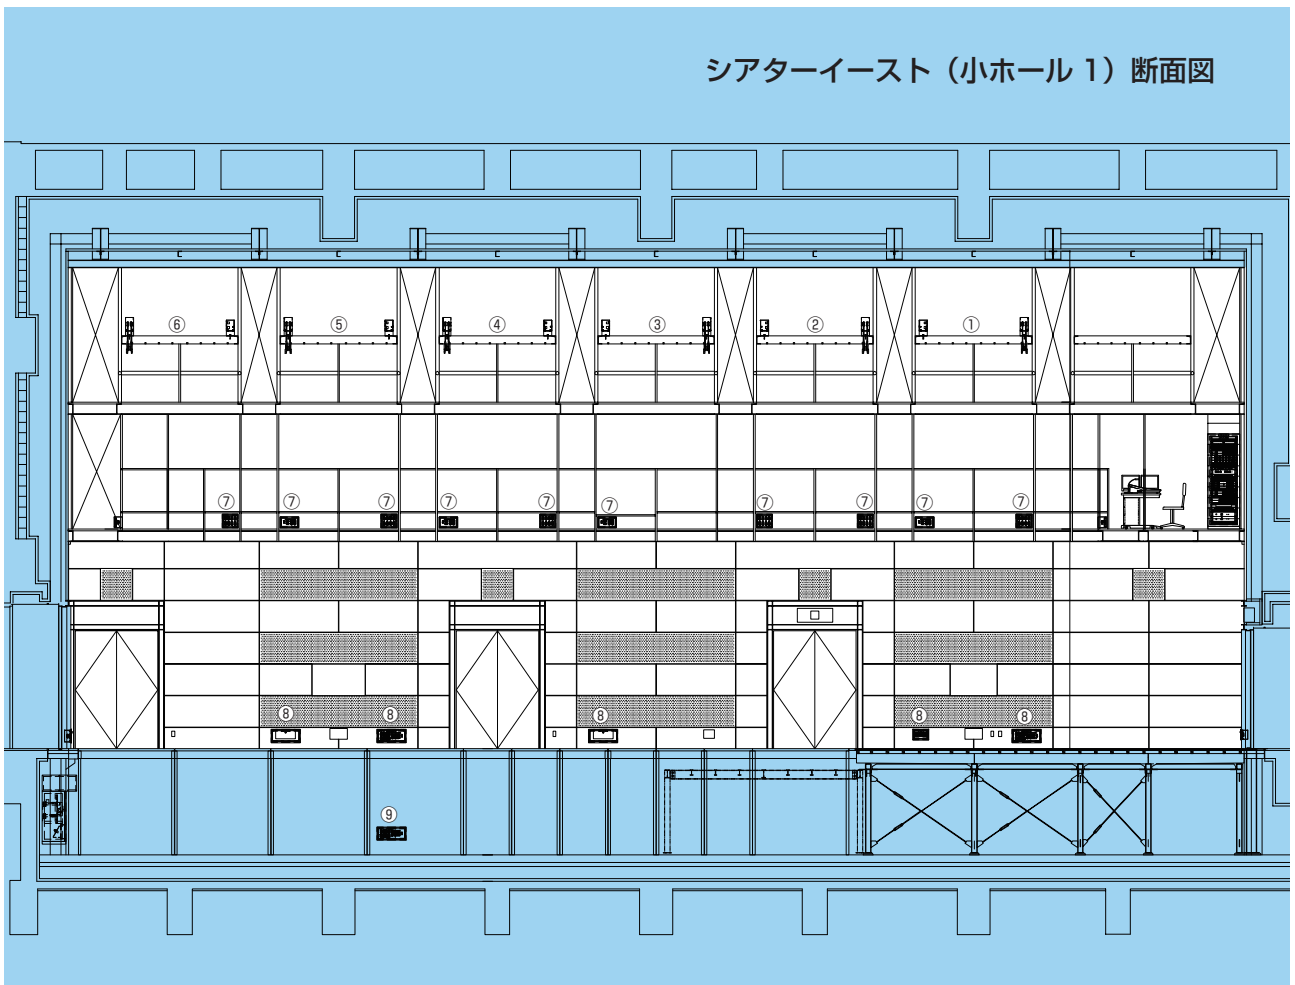 シアターイースト（小ホール 1）断面図
⑥ ⑤ ④ ③ ② ①
⑦ ⑦ ⑦ ⑦ ⑦ ⑦ ⑦ ⑦ ⑦ ⑦
⑧ ⑧ ⑧ ⑧ ⑧
⑨